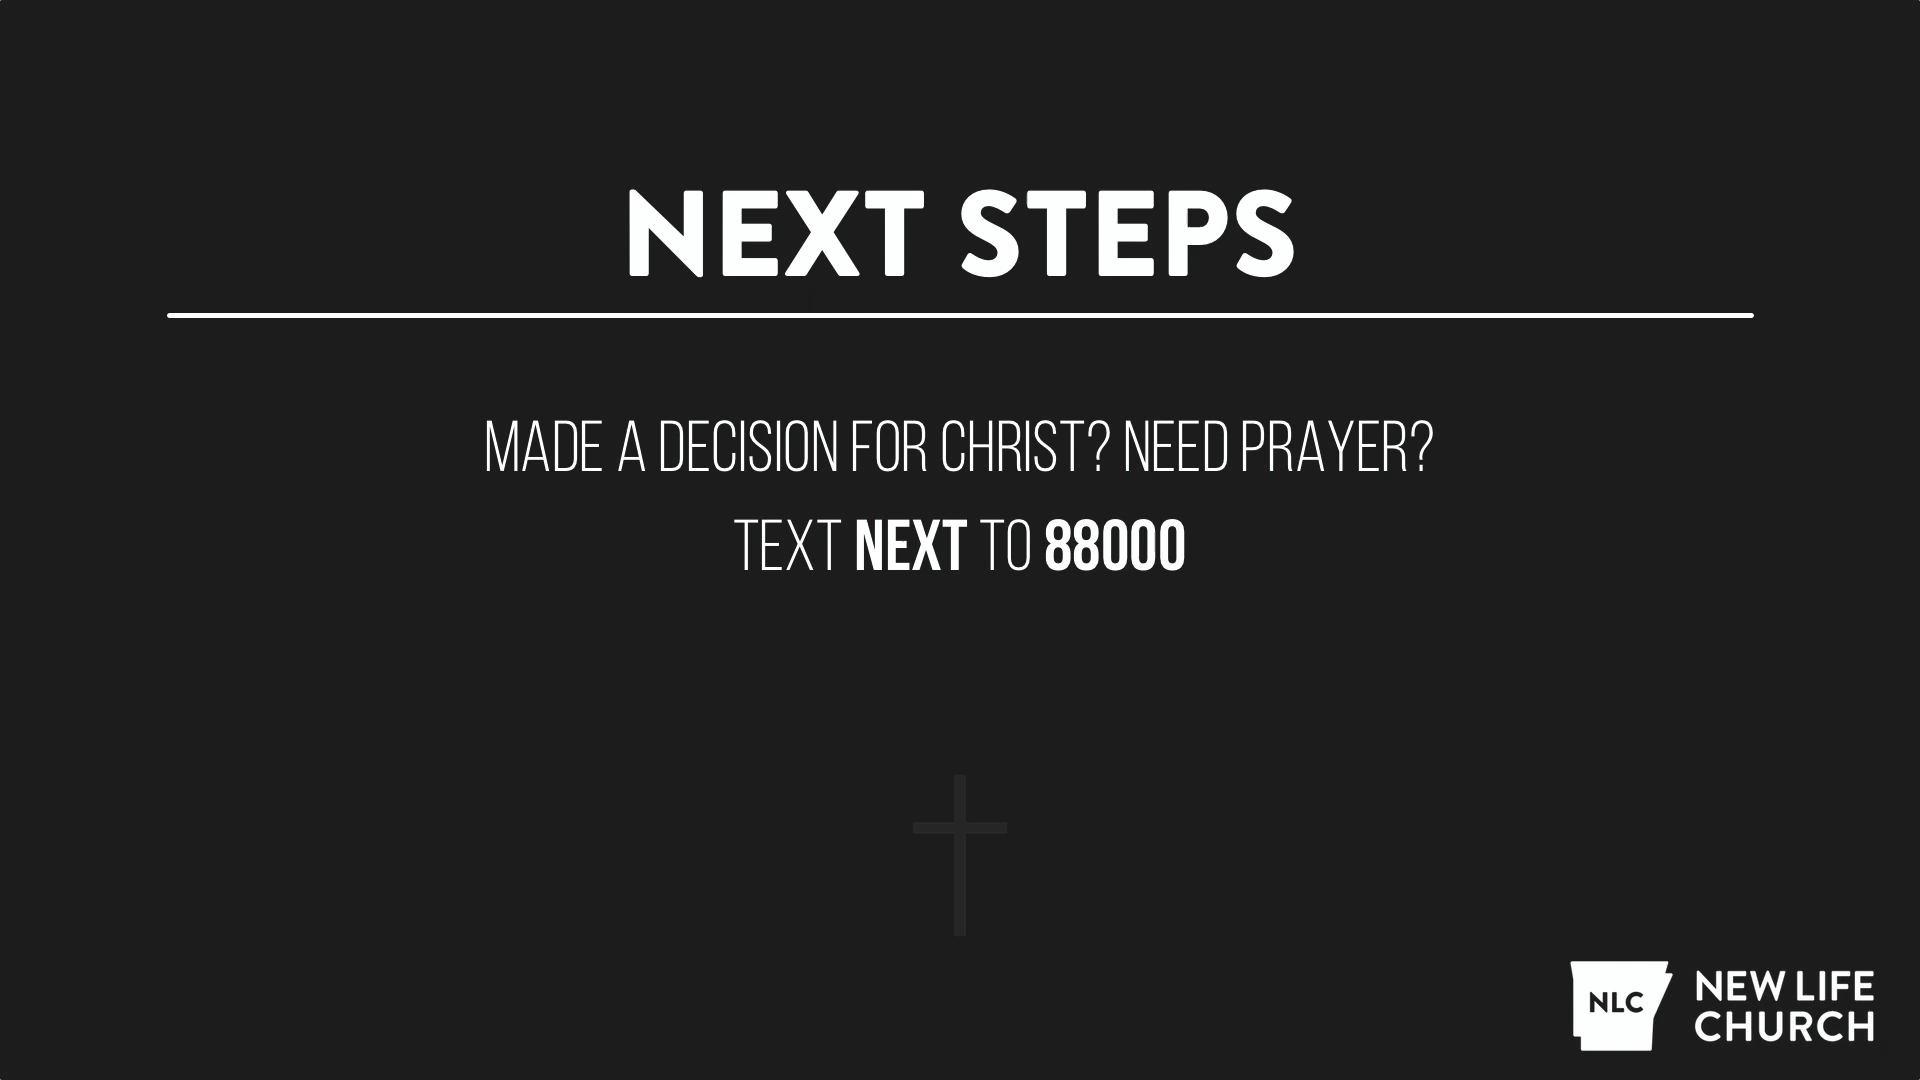 NEXT STEPS
MADE A DECISION FOR CHRIST? NEED PRAYER?
TEXT NEXT TO 88000
NLC
NEW LIFE
CHURCH